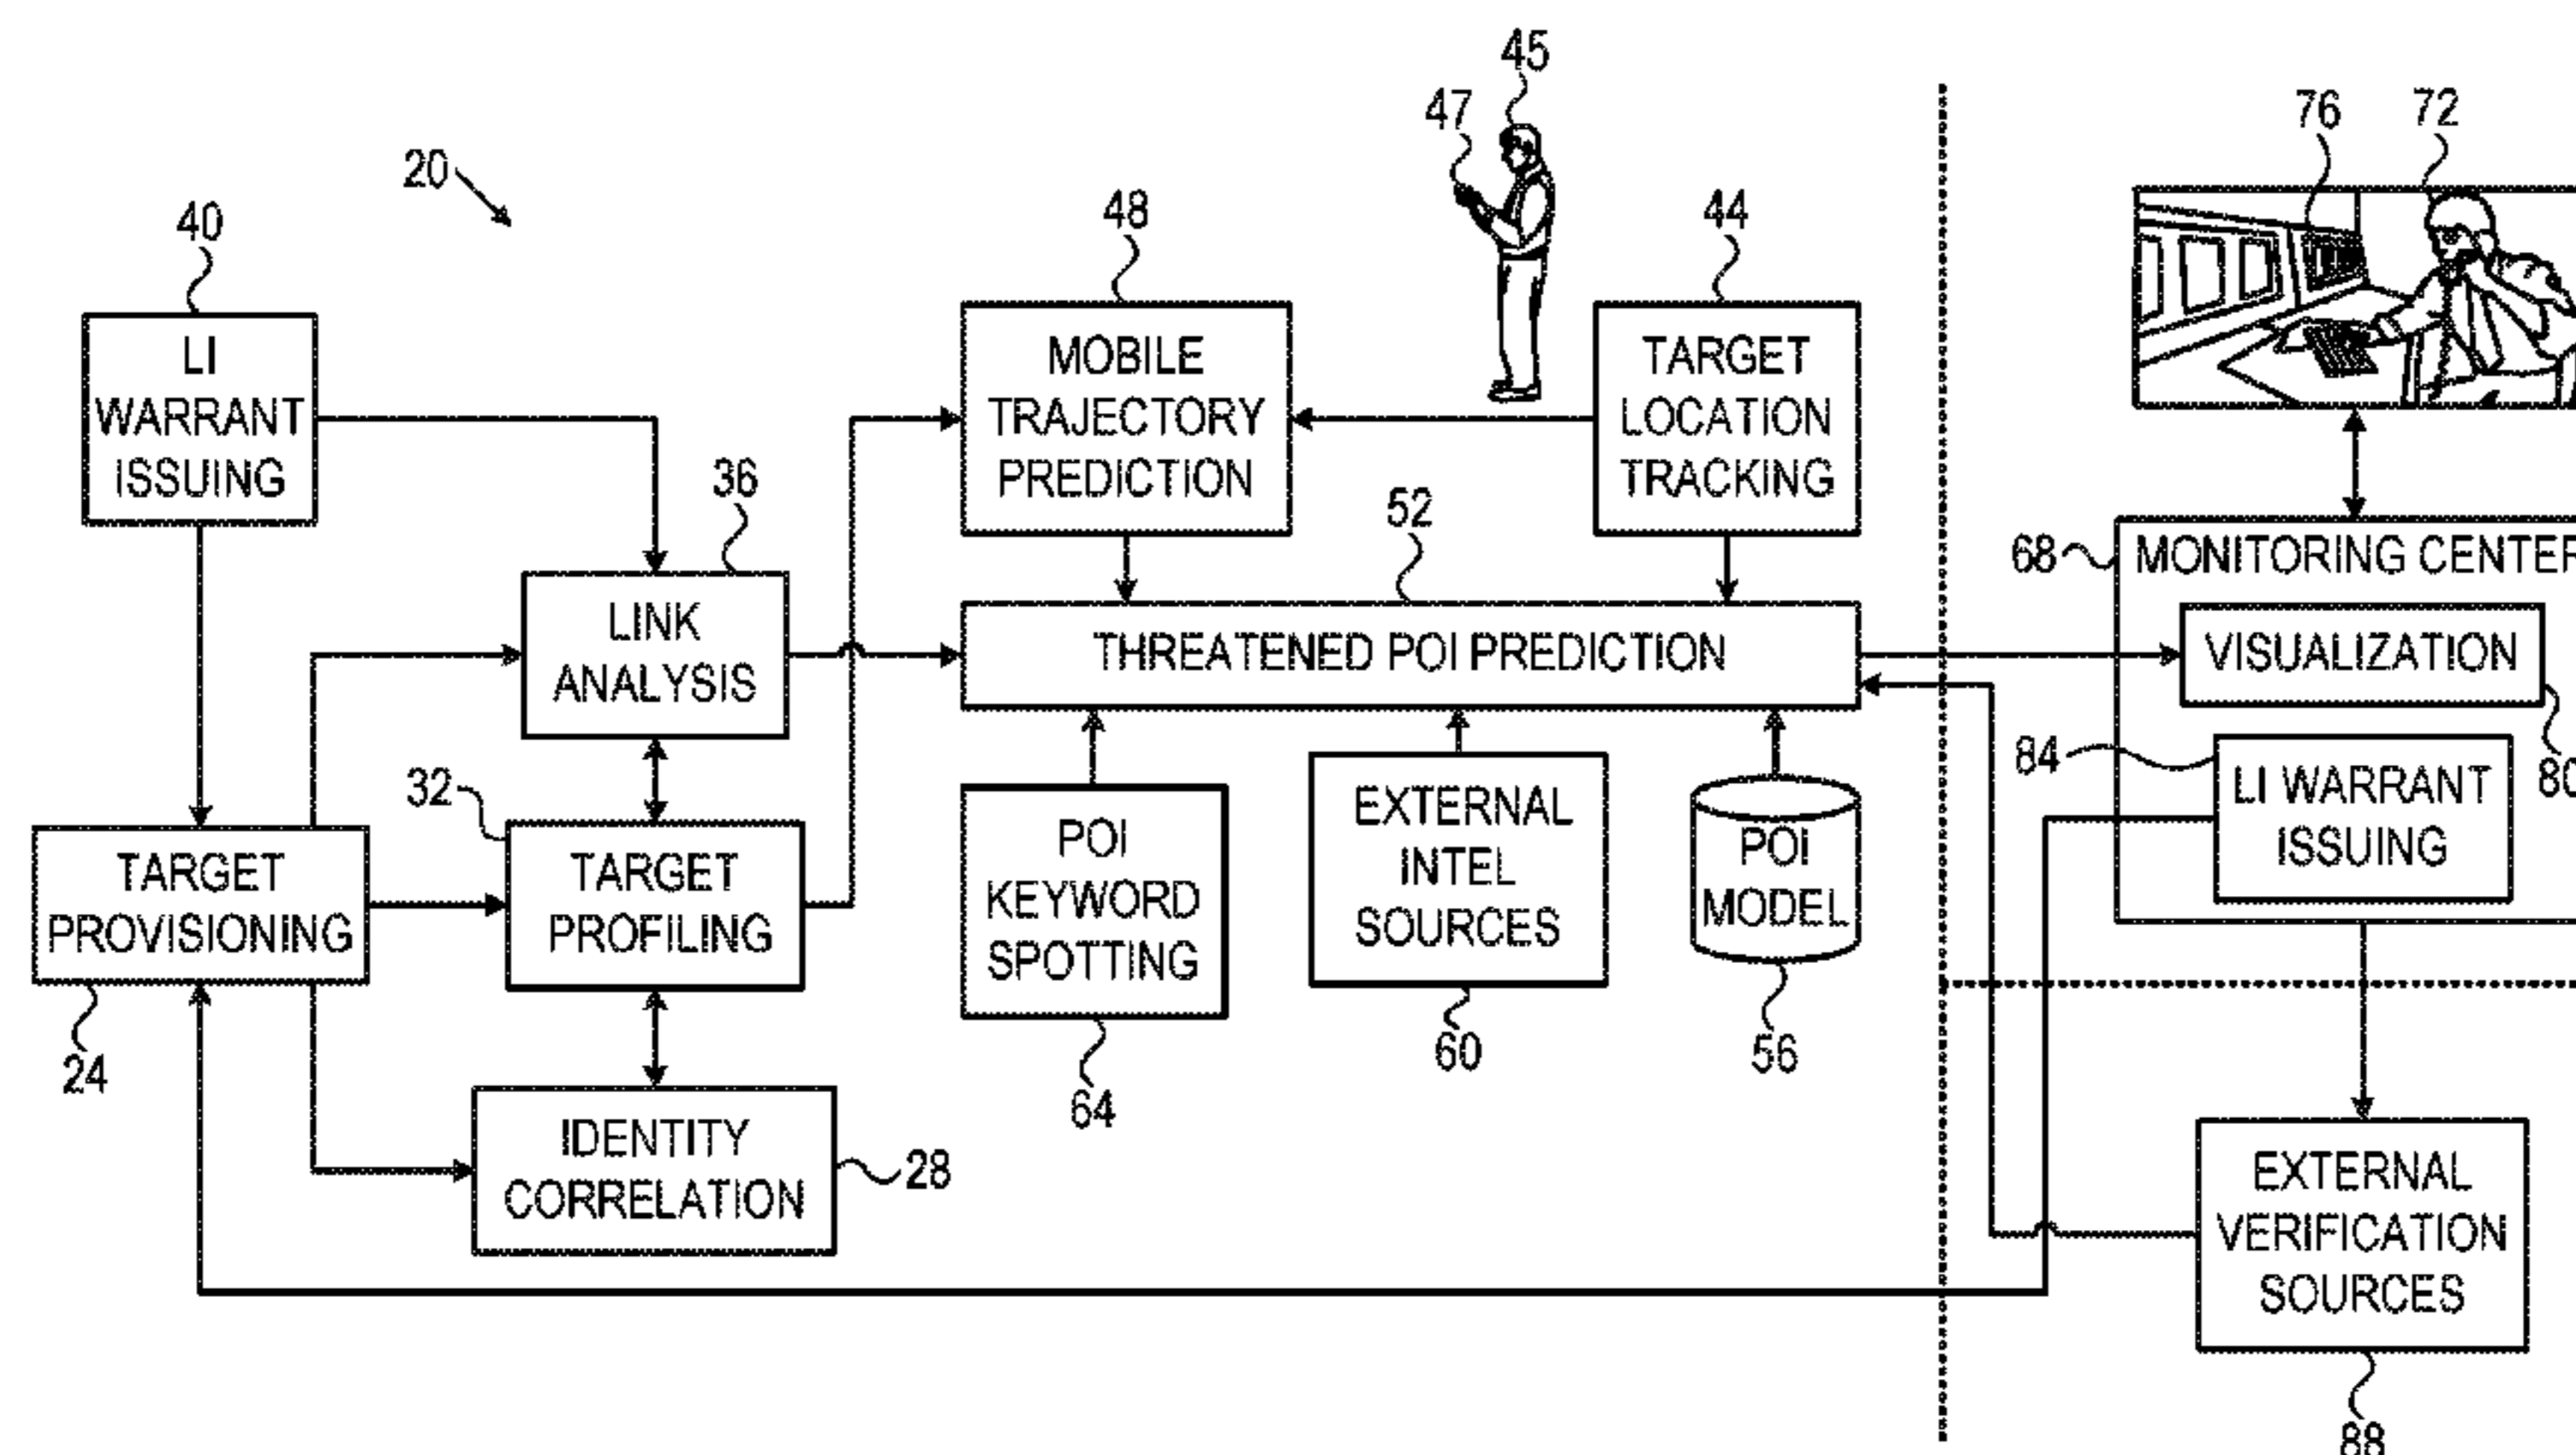 45
47
76
72
20
40
48
44
LI
WARRANT
ISSUING
MOBILE
TRAJECTORY
PREDICTION
TARGET
LOCATION
TRACKING
36
52
68
MONITORING CENTER
LINK
ANALYSIS
THREATENED POI PREDICTION
VISUALIZATION
80
84
LI WARRANT
ISSUING
32
TARGET
PROVISIONING
TARGET
PROFILING
POI
KEYWORD
SPOTTING
EXTERNAL
INTEL
SOURCES
POI
MODEL
24
64
60
56
IDENTITY
CORRELATION
28
EXTERNAL
VERIFICATION
SOURCES
88